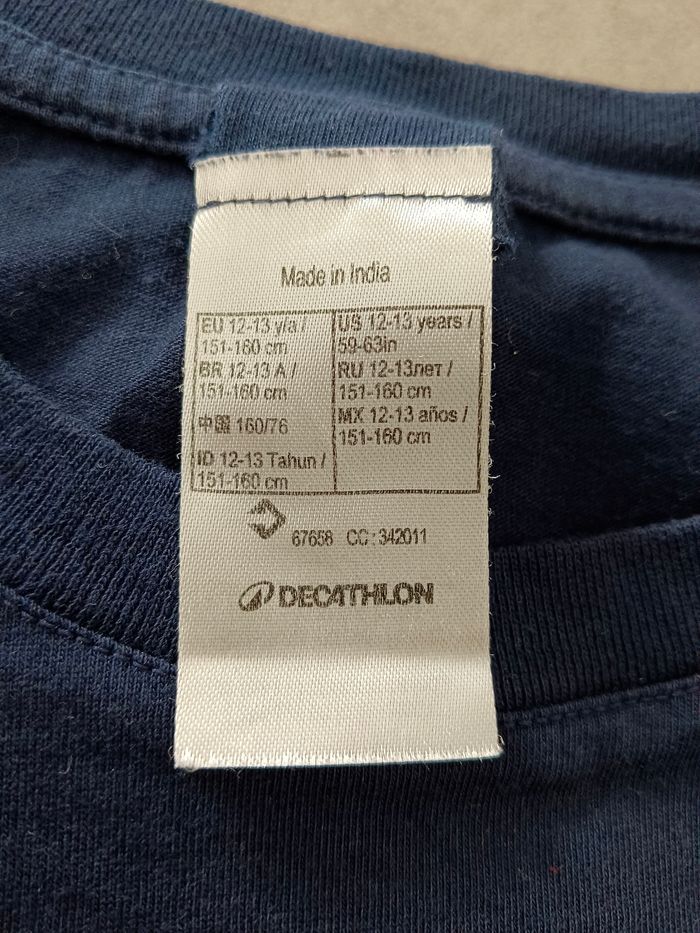 Made in India
EU 12-13 y/a /
151-160 cm
BR 12-13 A /
151-160 cm
中国 160/76
ID 12-13 Tahun /
151-160 cm
US 12-13 years /
59-63in
RU 12-13лет /
151-160 cm
MX 12-13 años /
151-160 cm
67658 CC : 342011
DECATHLON